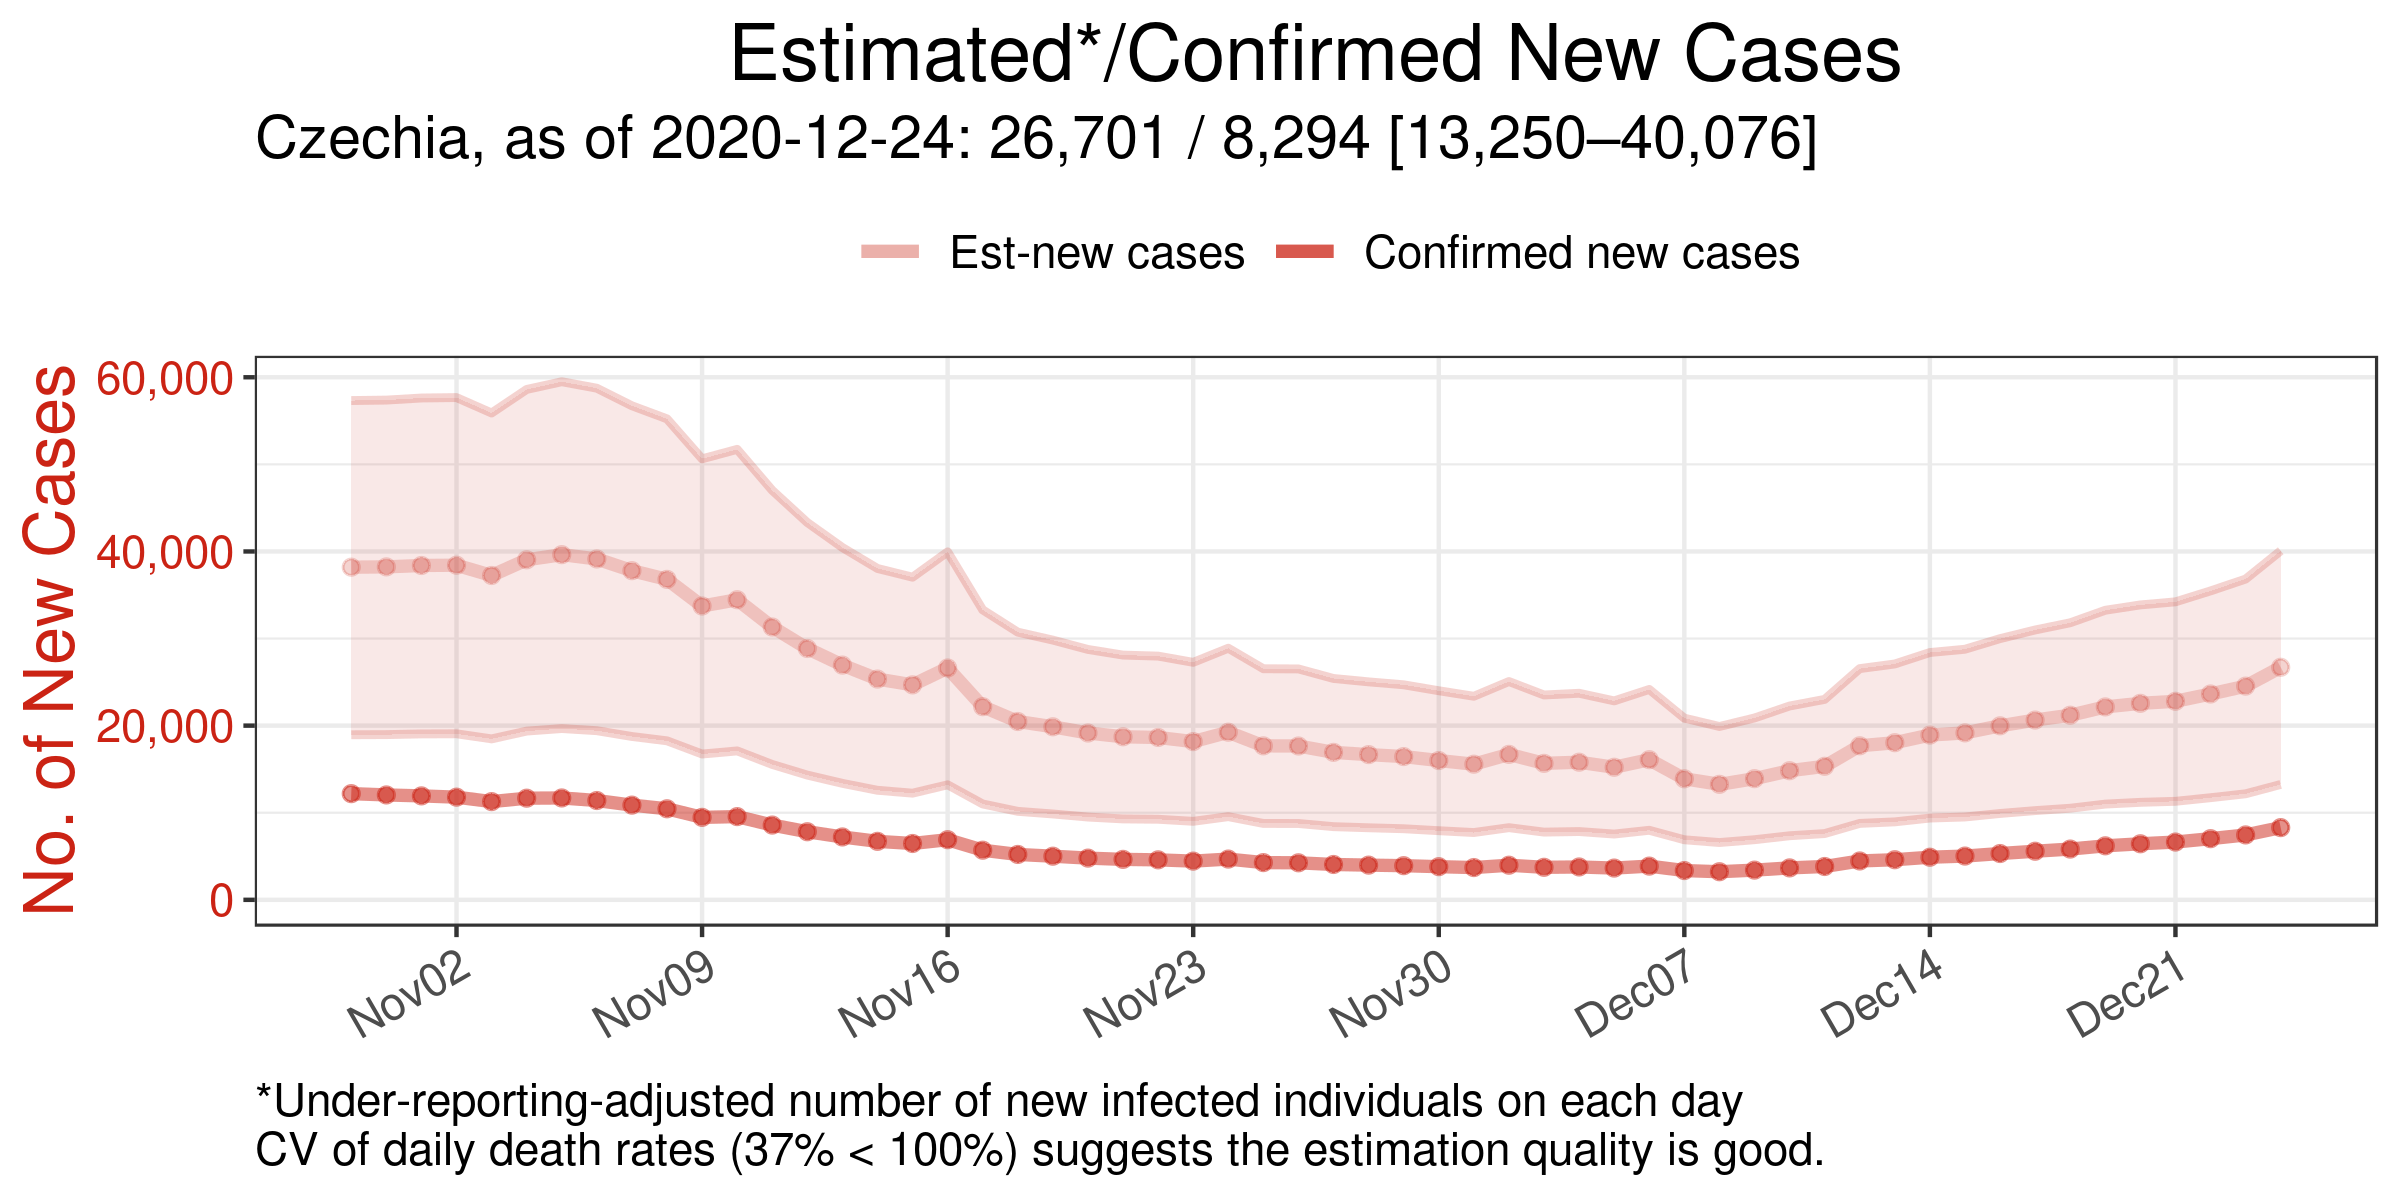 Estimated*/Confirmed New Cases
Czechia, as of 2020-12-24: 26,701 / 8,294 [13,250–40,076]
Est-new cases Confirmed new cases
No. of New Cases
60,000
40,000
20,000
0
Nov02 Nov09 Nov16 Nov23 Nov30 Dec07 Dec14 Dec21
*Under-reporting-adjusted number of new infected individuals on each day
CV of daily death rates (37% < 100%) suggests the estimation quality is good.